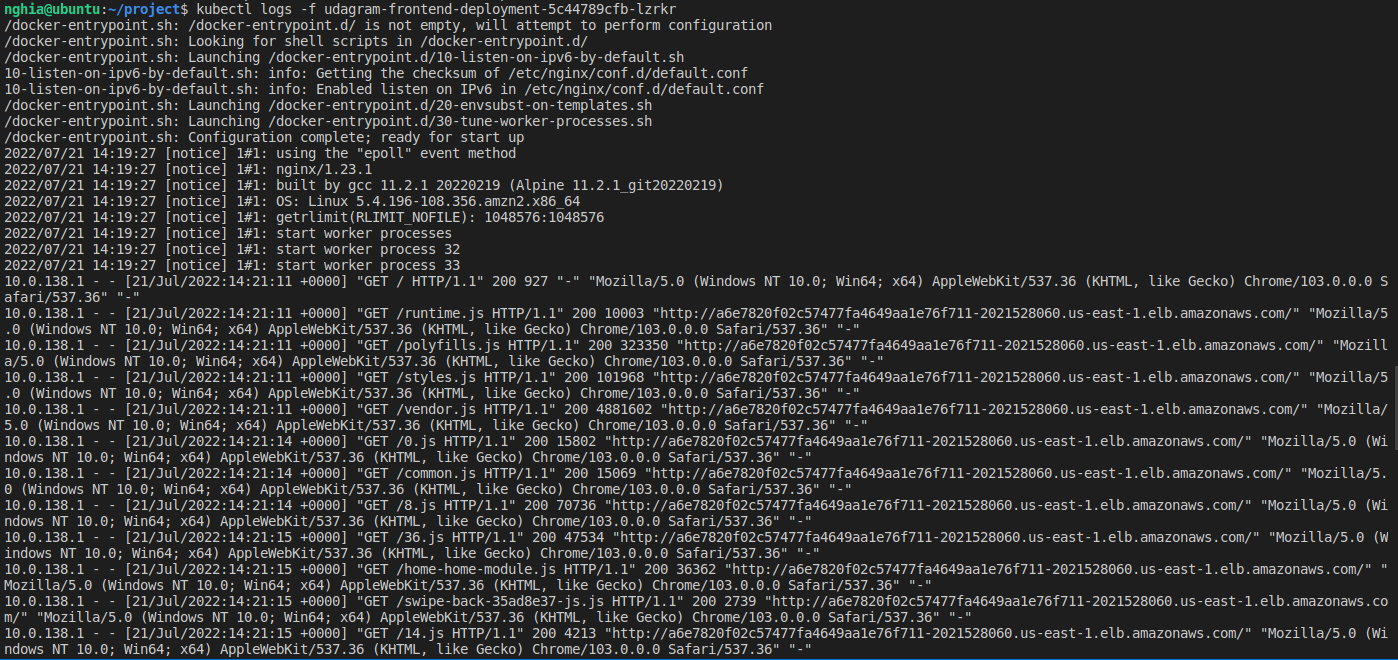 nghia@ubuntu:~/project$ kubectl logs -f udagram-frontend-deployment-5c44789cfb-lzrkr
/docker-entrypoint.sh: /docker-entrypoint.d/ is not empty, will attempt to perform configuration
/docker-entrypoint.sh: Looking for shell scripts in /docker-entrypoint.d/
/docker-entrypoint.sh: Launching /docker-entrypoint.d/10-listen-on-ipv6-by-default.sh
10-listen-on-ipv6-by-default.sh: info: Getting the checksum of /etc/nginx/conf.d/default.conf
10-listen-on-ipv6-by-default.sh: info: Enabled listen on IPv6 in /etc/nginx/conf.d/default.conf
/docker-entrypoint.sh: Launching /docker-entrypoint.d/20-envsubst-on-templates.sh
/docker-entrypoint.sh: Launching /docker-entrypoint.d/30-tune-worker-processes.sh
/docker-entrypoint.sh: Configuration complete; ready for start up
2022/07/21 14:19:27 [notice] 1#1: using the "epoll" event method
2022/07/21 14:19:27 [notice] 1#1: nginx/1.23.1
2022/07/21 14:19:27 [notice] 1#1: built by gcc 11.2.1 20220219 (Alpine 11.2.1_git20220219)
2022/07/21 14:19:27 [notice] 1#1: OS: Linux 5.4.196-108.356.amzn2.x86_64
2022/07/21 14:19:27 [notice] 1#1: getrlimit(RLIMIT_NOFILE): 1048576:1048576
2022/07/21 14:19:27 [notice] 1#1: start worker processes
2022/07/21 14:19:27 [notice] 1#1: start worker process 32
2022/07/21 14:19:27 [notice] 1#1: start worker process 33
10.0.138.1 - - [21/Jul/2022:14:21:11 +0000] "GET / HTTP/1.1" 200 927 "-" "Mozilla/5.0 (Windows NT 10.0; Win64; x64) AppleWebKit/537.36 (KHTML, like Gecko) Chrome/103.0.0.0 S
afari/537.36" "-"
10.0.138.1 - - [21/Jul/2022:14:21:11 +0000] "GET /runtime.js HTTP/1.1" 200 10003 "http://a6e7820f02c57477fa4649aa1e76f711-2021528060.us-east-1.elb.amazonaws.com/" "Mozilla/5
.0 (Windows NT 10.0; Win64; x64) AppleWebKit/537.36 (KHTML, like Gecko) Chrome/103.0.0.0 Safari/537.36" "-"
10.0.138.1 - - [21/Jul/2022:14:21:11 +0000] "GET /polyfills.js HTTP/1.1" 200 323350 "http://a6e7820f02c57477fa4649aa1e76f711-2021528060.us-east-1.elb.amazonaws.com/" "Mozill
a/5.0 (Windows NT 10.0; Win64; x64) AppleWebKit/537.36 (KHTML, like Gecko) Chrome/103.0.0.0 Safari/537.36" "-"
10.0.138.1 - - [21/Jul/2022:14:21:11 +0000] "GET /styles.js HTTP/1.1" 200 101968 "http://a6e7820f02c57477fa4649aa1e76f711-2021528060.us-east-1.elb.amazonaws.com/" "Mozilla/5
.0 (Windows NT 10.0; Win64; x64) AppleWebKit/537.36 (KHTML, like Gecko) Chrome/103.0.0.0 Safari/537.36" "-"
10.0.138.1 - - [21/Jul/2022:14:21:11 +0000] "GET /vendor.js HTTP/1.1" 200 4881602 "http://a6e7820f02c57477fa4649aa1e76f711-2021528060.us-east-1.elb.amazonaws.com/" "Mozilla/
5.0 (Windows NT 10.0; Win64; x64) AppleWebKit/537.36 (KHTML, like Gecko) Chrome/103.0.0.0 Safari/537.36" "-"
10.0.138.1 - - [21/Jul/2022:14:21:14 +0000] "GET /0.js HTTP/1.1" 200 15802 "http://a6e7820f02c57477fa4649aa1e76f711-2021528060.us-east-1.elb.amazonaws.com/" "Mozilla/5.0 (Wi
ndows NT 10.0; Win64; x64) AppleWebKit/537.36 (KHTML, like Gecko) Chrome/103.0.0.0 Safari/537.36" "-"
10.0.138.1 - - [21/Jul/2022:14:21:14 +0000] "GET /common.js HTTP/1.1" 200 15069 "http://a6e7820f02c57477fa4649aa1e76f711-2021528060.us-east-1.elb.amazonaws.com/" "Mozilla/5.
0 (Windows NT 10.0; Win64; x64) AppleWebKit/537.36 (KHTML, like Gecko) Chrome/103.0.0.0 Safari/537.36" "-"
10.0.138.1 - - [21/Jul/2022:14:21:14 +0000] "GET /8.js HTTP/1.1" 200 70736 "http://a6e7820f02c57477fa4649aa1e76f711-2021528060.us-east-1.elb.amazonaws.com/" "Mozilla/5.0 (Wi
ndows NT 10.0; Win64; x64) AppleWebKit/537.36 (KHTML, like Gecko) Chrome/103.0.0.0 Safari/537.36" "-"
10.0.138.1 - - [21/Jul/2022:14:21:15 +0000] "GET /36.js HTTP/1.1" 200 47534 "http://a6e7820f02c57477fa4649aa1e76f711-2021528060.us-east-1.elb.amazonaws.com/" "Mozilla/5.0 (W
indows NT 10.0; Win64; x64) AppleWebKit/537.36 (KHTML, like Gecko) Chrome/103.0.0.0 Safari/537.36" "-"
10.0.138.1 - - [21/Jul/2022:14:21:15 +0000] "GET /home-home-module.js HTTP/1.1" 200 36362 "http://a6e7820f02c57477fa4649aa1e76f711-2021528060.us-east-1.elb.amazonaws.com/" "
Mozilla/5.0 (Windows NT 10.0; Win64; x64) AppleWebKit/537.36 (KHTML, like Gecko) Chrome/103.0.0.0 Safari/537.36" "-"
10.0.138.1 - - [21/Jul/2022:14:21:15 +0000] "GET /swipe-back-35ad8e37-js.js HTTP/1.1" 200 2739 "http://a6e7820f02c57477fa4649aa1e76f711-2021528060.us-east-1.elb.amazonaws.co
m/" "Mozilla/5.0 (Windows NT 10.0; Win64; x64) AppleWebKit/537.36 (KHTML, like Gecko) Chrome/103.0.0.0 Safari/537.36" "-"
10.0.138.1 - - [21/Jul/2022:14:21:15 +0000] "GET /14.js HTTP/1.1" 200 4213 "http://a6e7820f02c57477fa4649aa1e76f711-2021528060.us-east-1.elb.amazonaws.com/" "Mozilla/5.0 (Wi
ndows NT 10.0; Win64; x64) AppleWebKit/537.36 (KHTML, like Gecko) Chrome/103.0.0.0 Safari/537.36" "-"